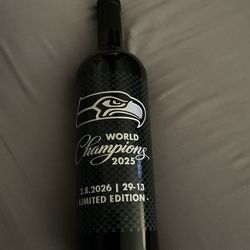 WORLD
Champions
2025
2.8.2026 | 29-13
- LIMITED EDITION -